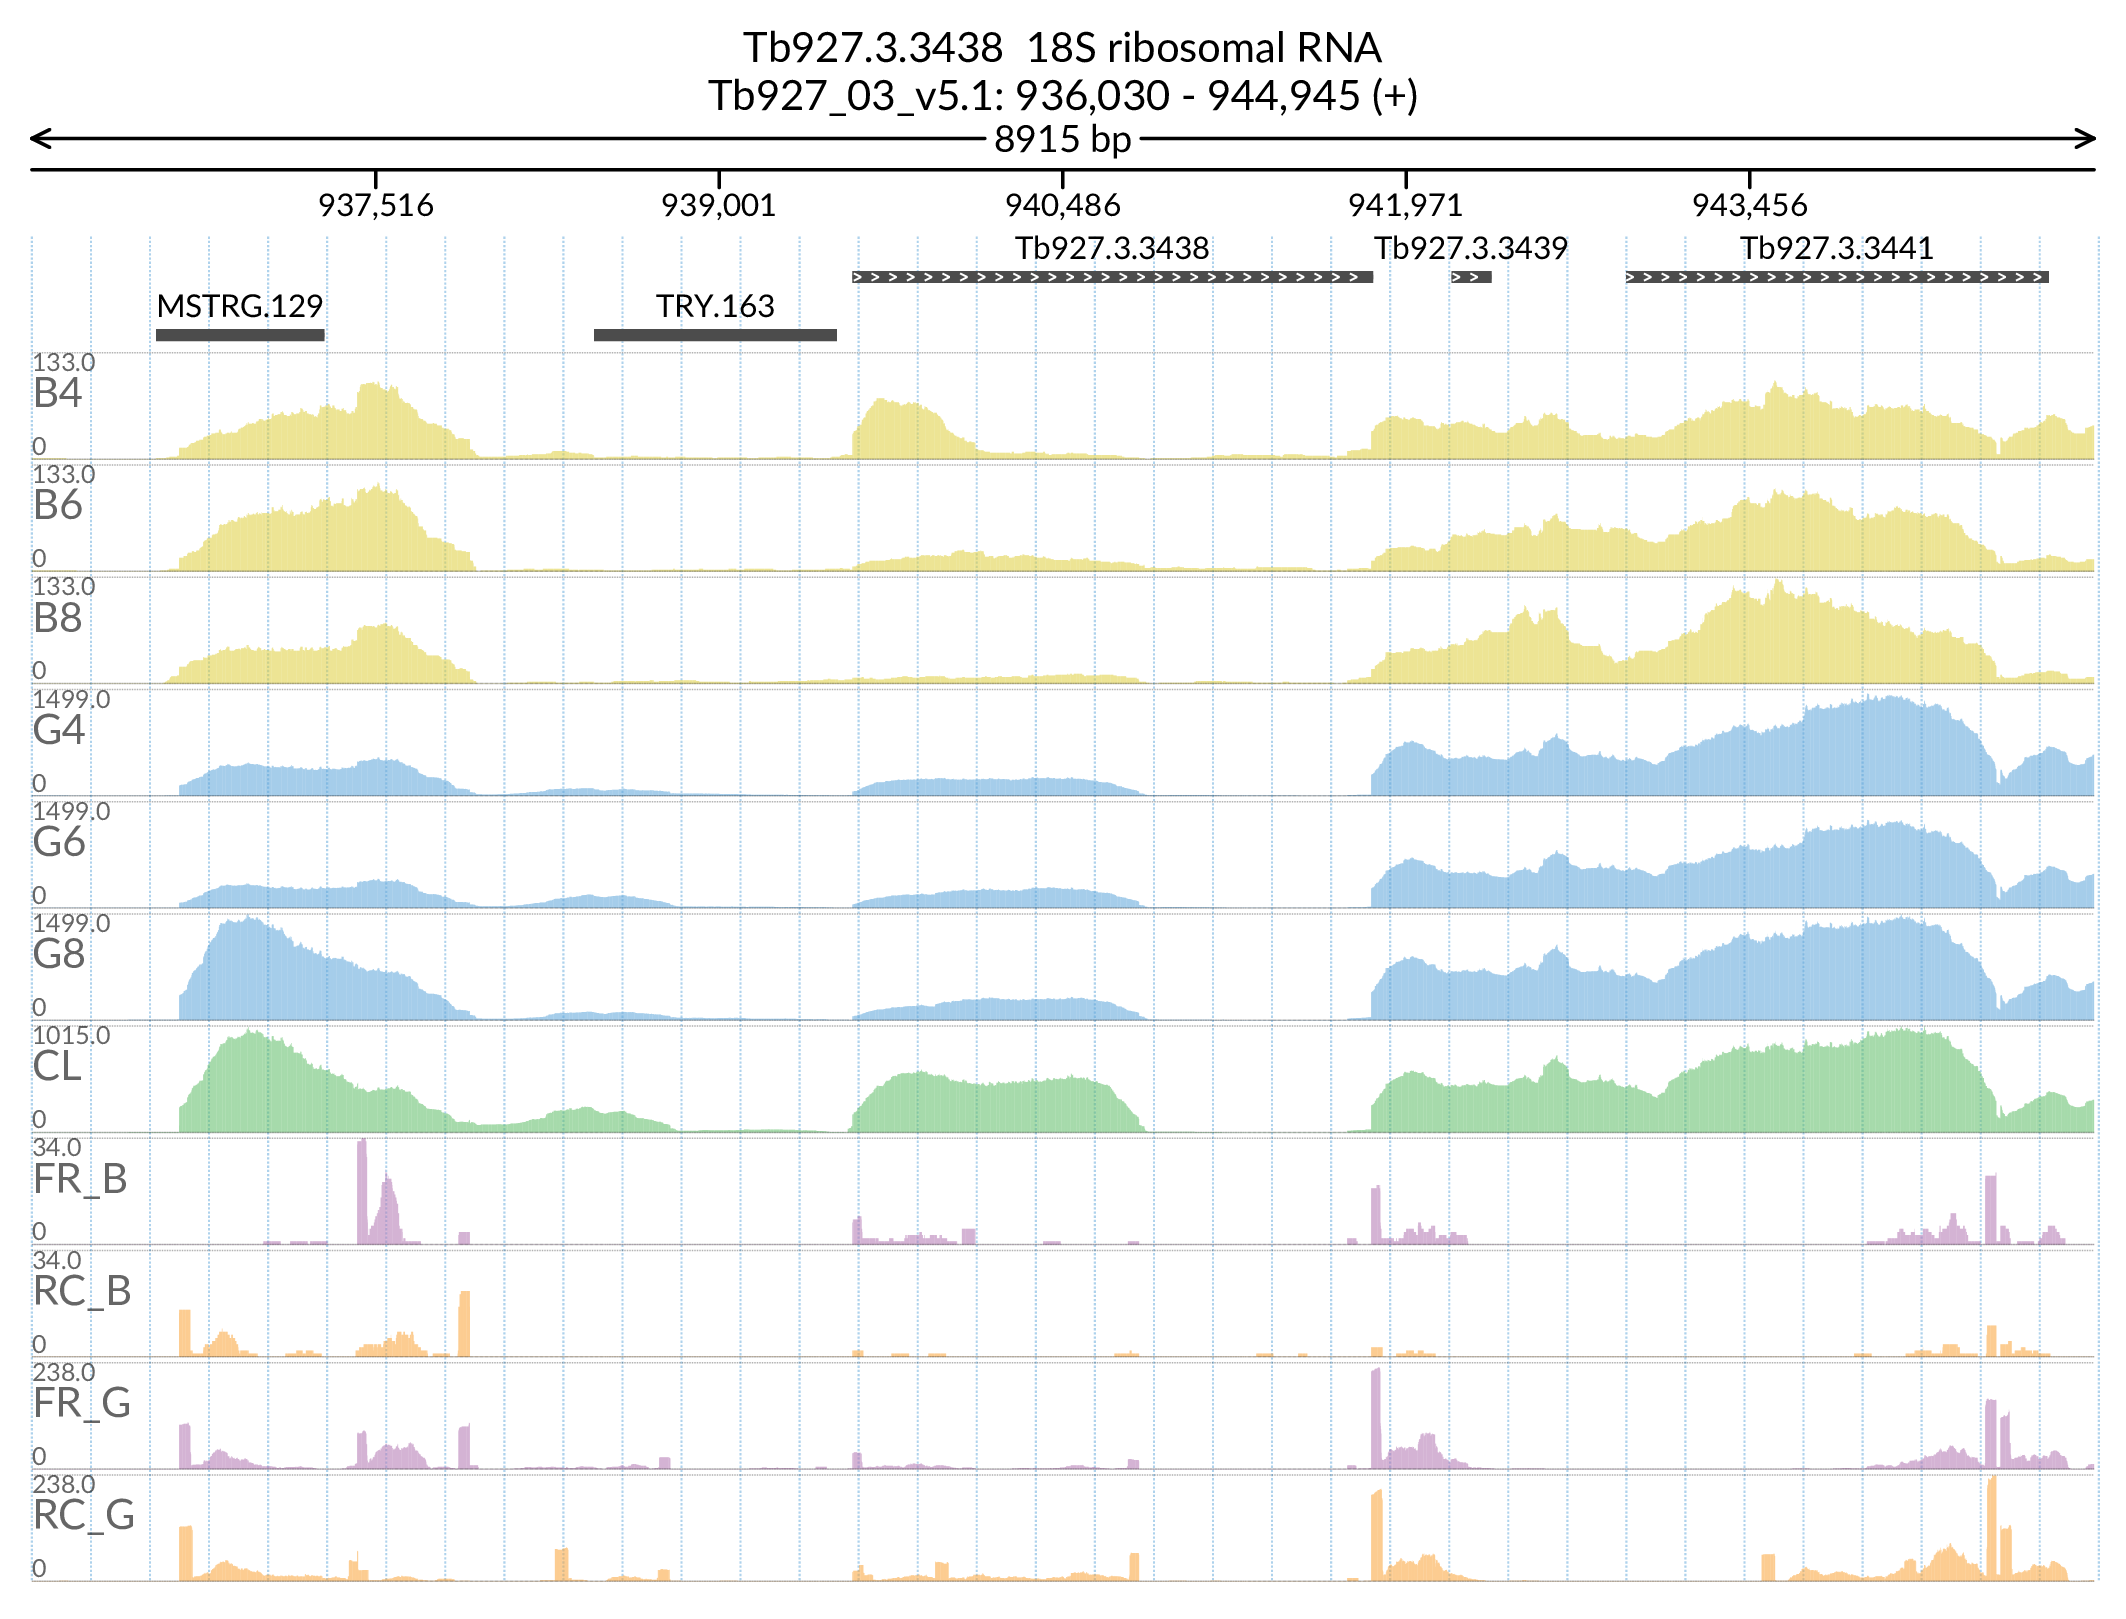 Tb927.3.3438  18S ribosomal RNA
Tb927_03_v5.1: 936,030 - 944,945 (+)
8915 bp
937,516 939,001 940,486 941,971 943,456
Tb927.3.3438 Tb927.3.3439 Tb927.3.3441
MSTRG.129 TRY.163
133.0
B4
0
133.0
B6
0
133.0
B8
0
1499.0
G4
0
1499.0
G6
0
1499.0
G8
0
1015.0
CL
0
34.0
FR_B
0
34.0
RC_B
0
238.0
FR_G
0
238.0
RC_G
0